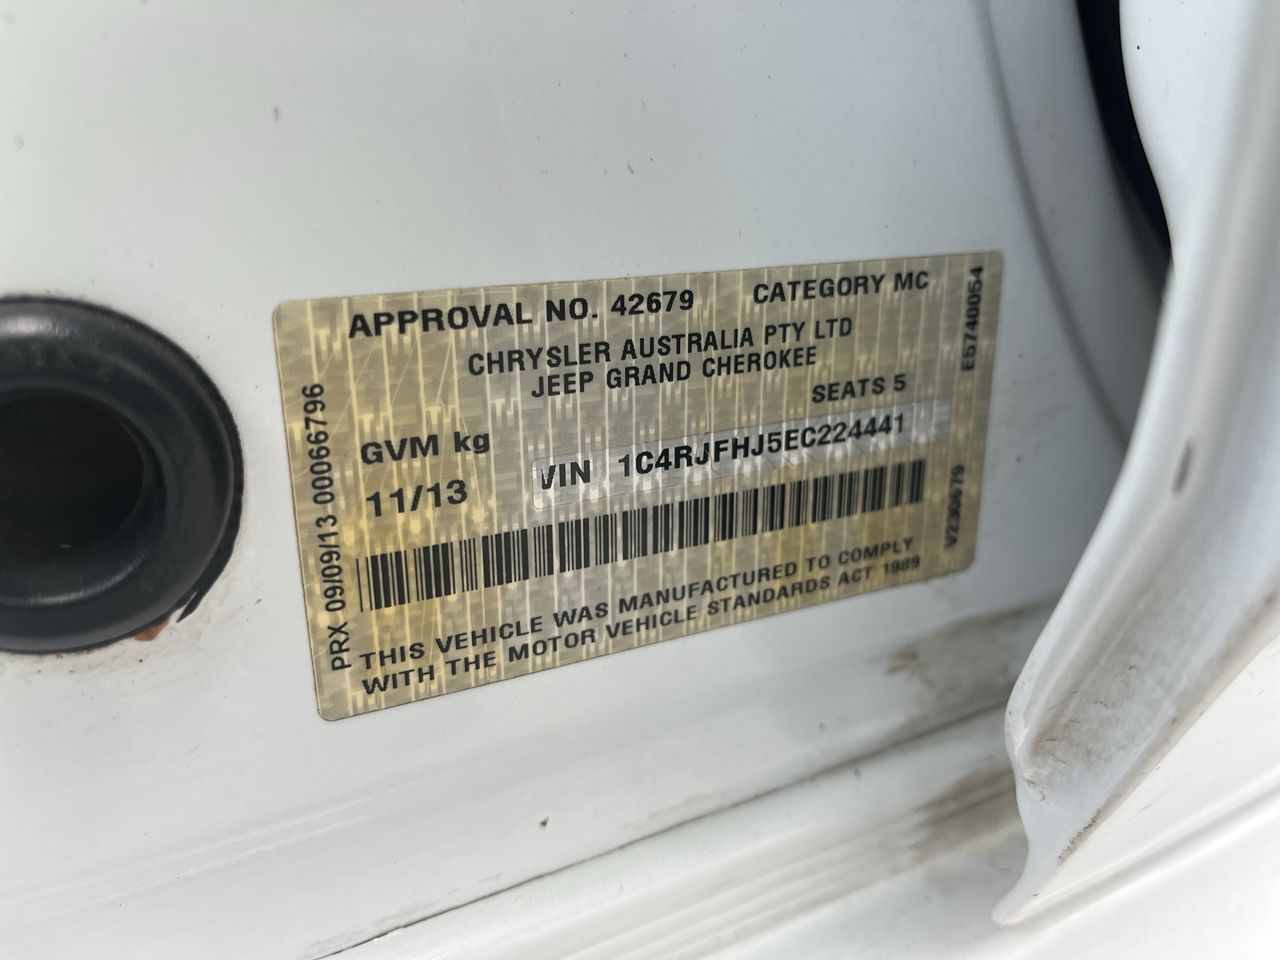 APPROVAL NO. 42679 CATEGORY MC
CHRYSLER AUSTRALIA PTY LTD
JEEP GRAND CHEROKEE
SEATS 5
GVM kg
VIN 1C4RJFHJ5EC224441
11/13
THIS VEHICLE WAS MANUFACTURED TO COMPLY
WITH THE MOTOR VEHICLE STANDARDS ACT 1989
PRX 09/09/13 00066796
E5740054
V230679